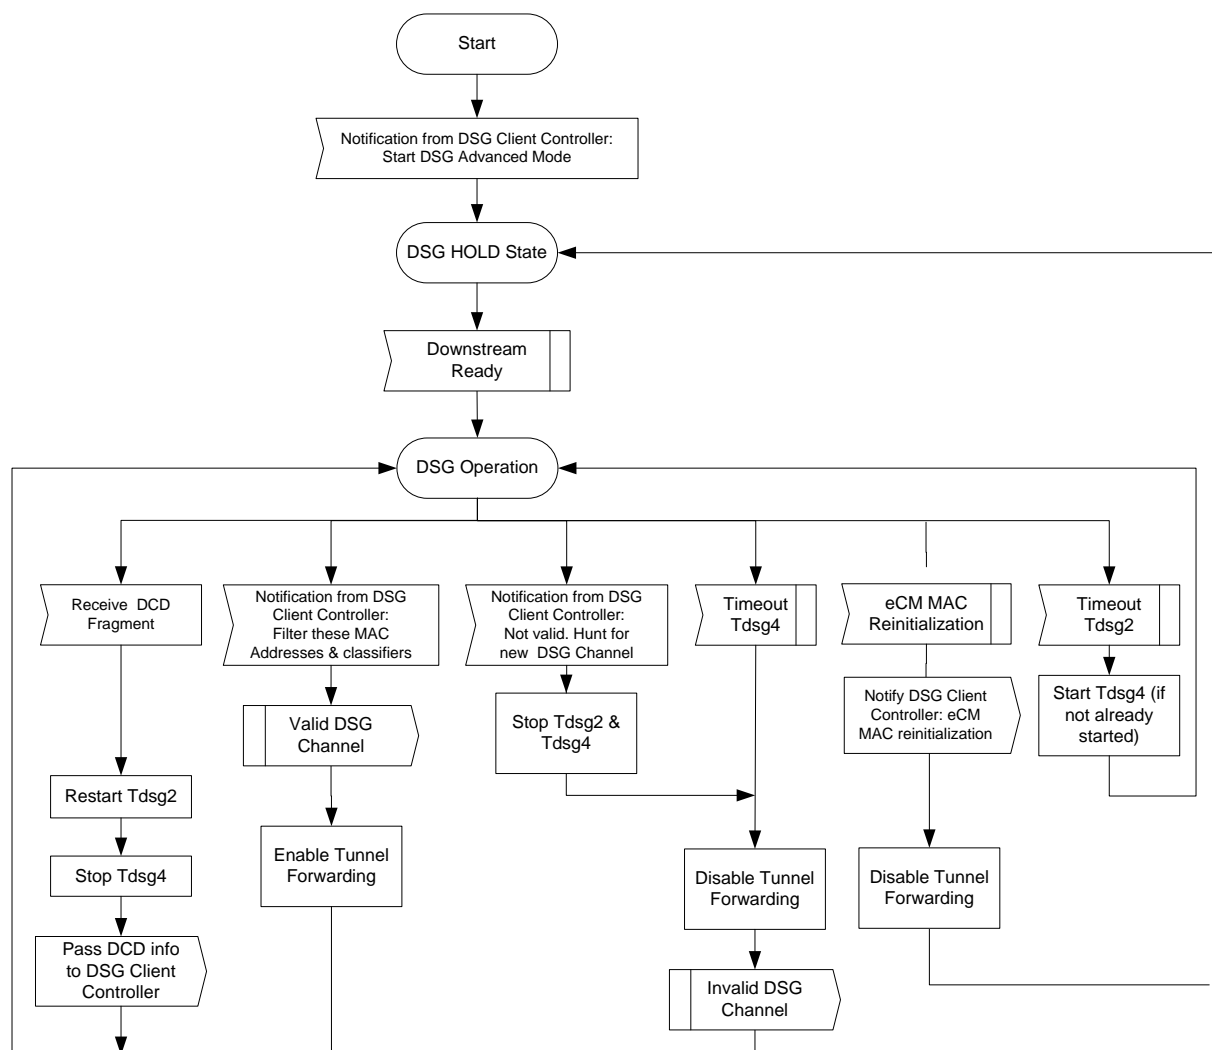 Start
Notification from DSG Client Controller:
Start DSG Advanced Mode
DSG HOLD State
Downstream
Ready
DSG Operation
Receive DCD
Fragment
Notification from DSG
Client Controller:
Filter these MAC
Addresses & classifiers
Notification from DSG
Client Controller:
Not valid. Hunt for
new DSG Channel
Timeout
Tdsg4
eCM MAC
Reinitialization
Timeout
Tdsg2
Valid DSG
Channel
Stop Tdsg2 &
Tdsg4
Notify DSG Client
Controller: eCM
MAC reinitialization
Start Tdsg4 (if
not already
started)
Restart Tdsg2
Enable Tunnel
Forwarding
Stop Tdsg4
Disable Tunnel
Forwarding
Disable Tunnel
Forwarding
Pass DCD info
to DSG Client
Controller
Invalid DSG
Channel